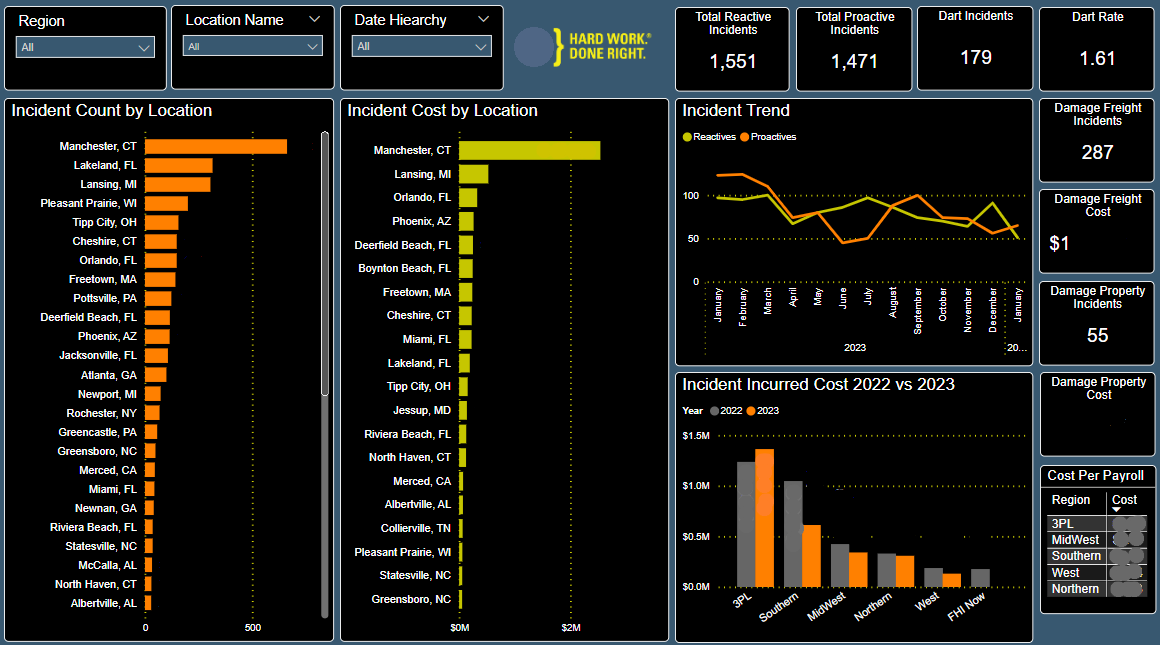 Region
All
Location Name
All
Date Hiearchy
All
HARD WORK.®
DONE RIGHT.
Total Reactive
Incidents
1,551
Total Proactive
Incidents
1,471
Dart Incidents
179
Dart Rate
1.61
Incident Count by Location
Manchester, CT
Lakeland, FL
Lansing, MI
Pleasant Prairie, WI
Tipp City, OH
Cheshire, CT
Orlando, FL
Freetown, MA
Pottsville, PA
Deerfield Beach, FL
Phoenix, AZ
Jacksonville, FL
Atlanta, GA
Newport, MI
Rochester, NY
Greencastle, PA
Greensboro, NC
Merced, CA
Miami, FL
Newnan, GA
Riviera Beach, FL
Statesville, NC
McCalla, AL
North Haven, CT
Albertville, AL
0
500
Incident Cost by Location
Manchester, CT
Lansing, MI
Orlando, FL
Phoenix, AZ
Deerfield Beach, FL
Boynton Beach, FL
Freetown, MA
Cheshire, CT
Miami, FL
Lakeland, FL
Tipp City, OH
Jessup, MD
Riviera Beach, FL
North Haven, CT
Merced, CA
Albertville, AL
Collierville, TN
Pleasant Prairie, WI
Statesville, NC
Greensboro, NC
$0M
$2M
Incident Trend
Reactives
Proactives
100
50
0
January
February
March
April
May
June
July
August
September
October
November
December
January
2023
20...
Incident Incurred Cost 2022 vs 2023
Year
2022
2023
$1.5M
$1.0M
$0.5M
$0.0M
3PL
Southern
MidWest
Northern
West
FHI Now
Damage Freight
Incidents
287
Damage Freight
Cost
$1
Damage Property
Incidents
55
Damage Property
Cost
Cost Per Payroll
Region
Cost
3PL
MidWest
Southern
West
Northern